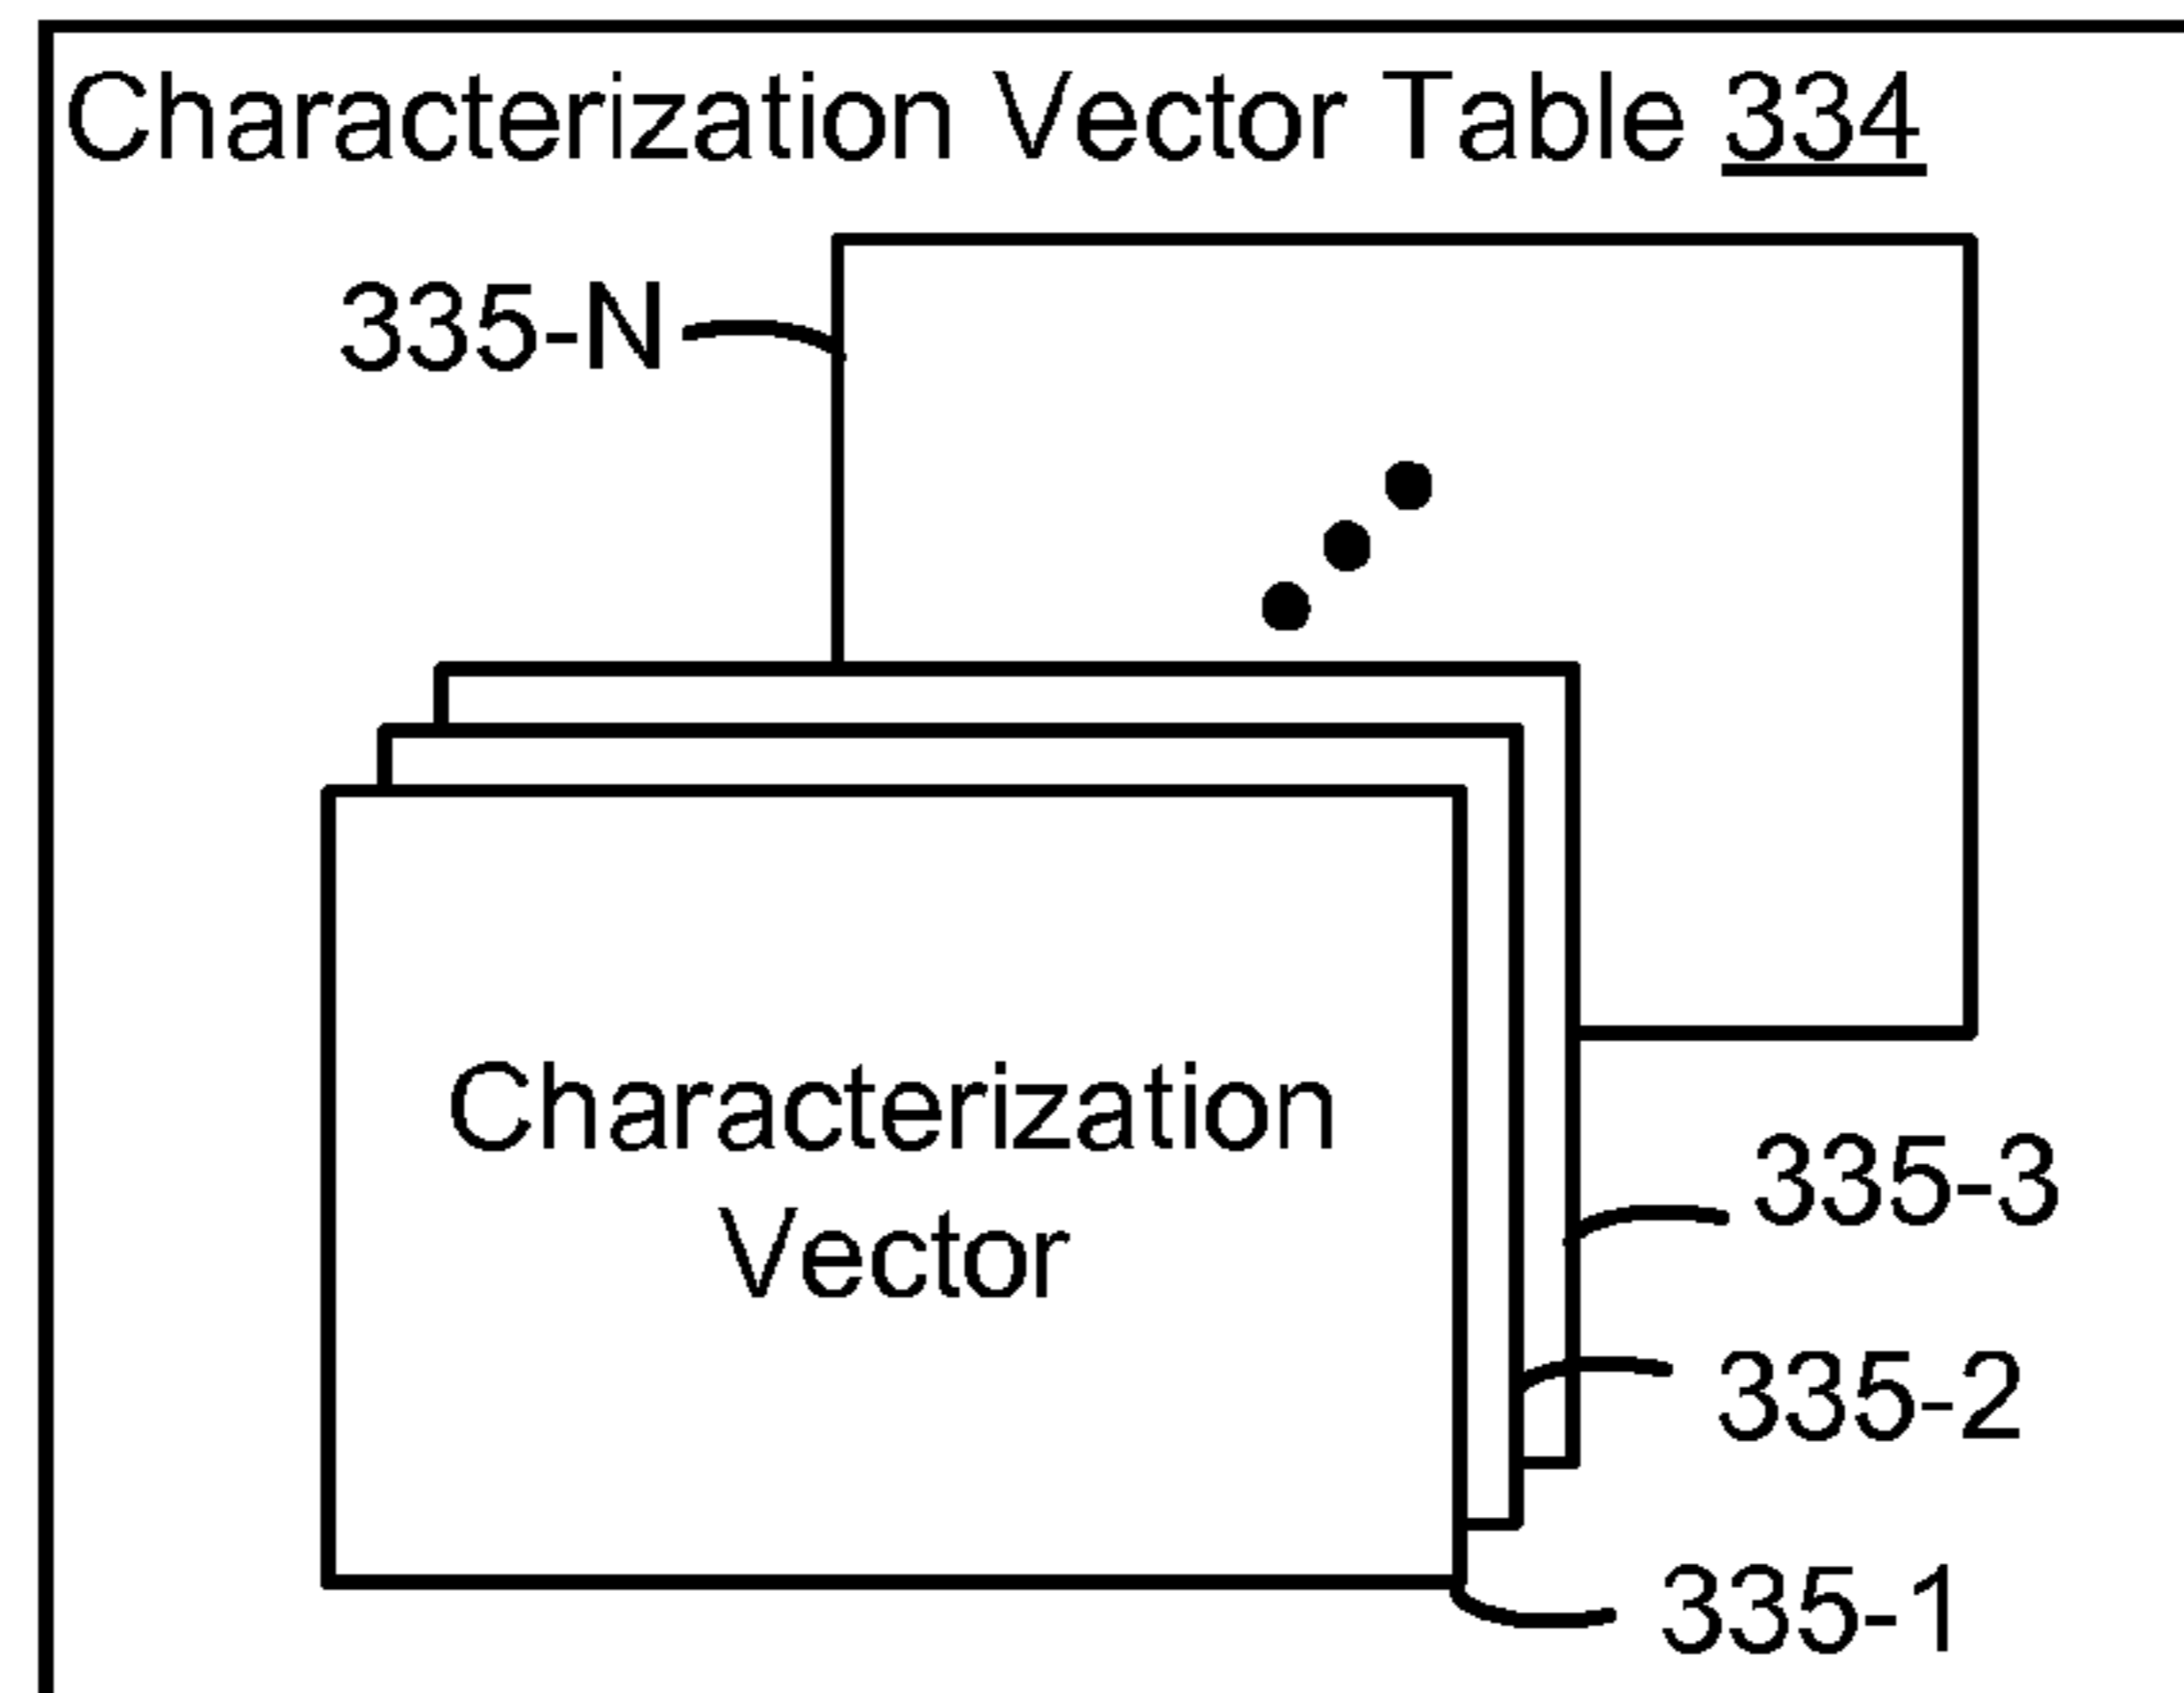 Characterization Vector Table 334
335-N
Characterization
Vector
335-3
335-2
335-1